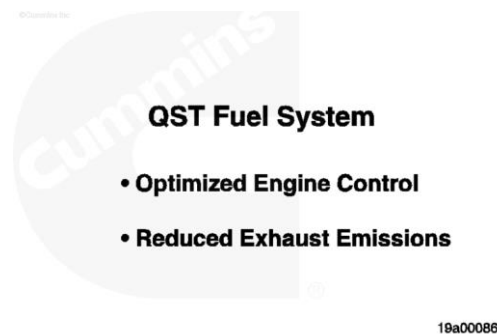 ©Cummins Inc.
Cummins
QST Fuel System
• Optimized Engine Control
• Reduced Exhaust Emissions
®
19a00086